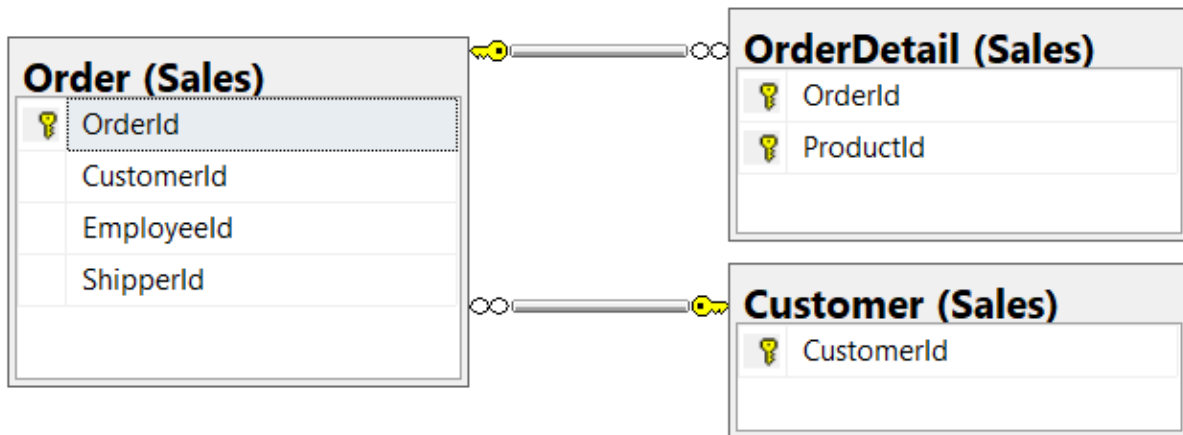 Order (Sales)
OrderId
CustomerId
EmployeeId
ShipperId
OrderDetail (Sales)
OrderId
ProductId
Customer (Sales)
CustomerId